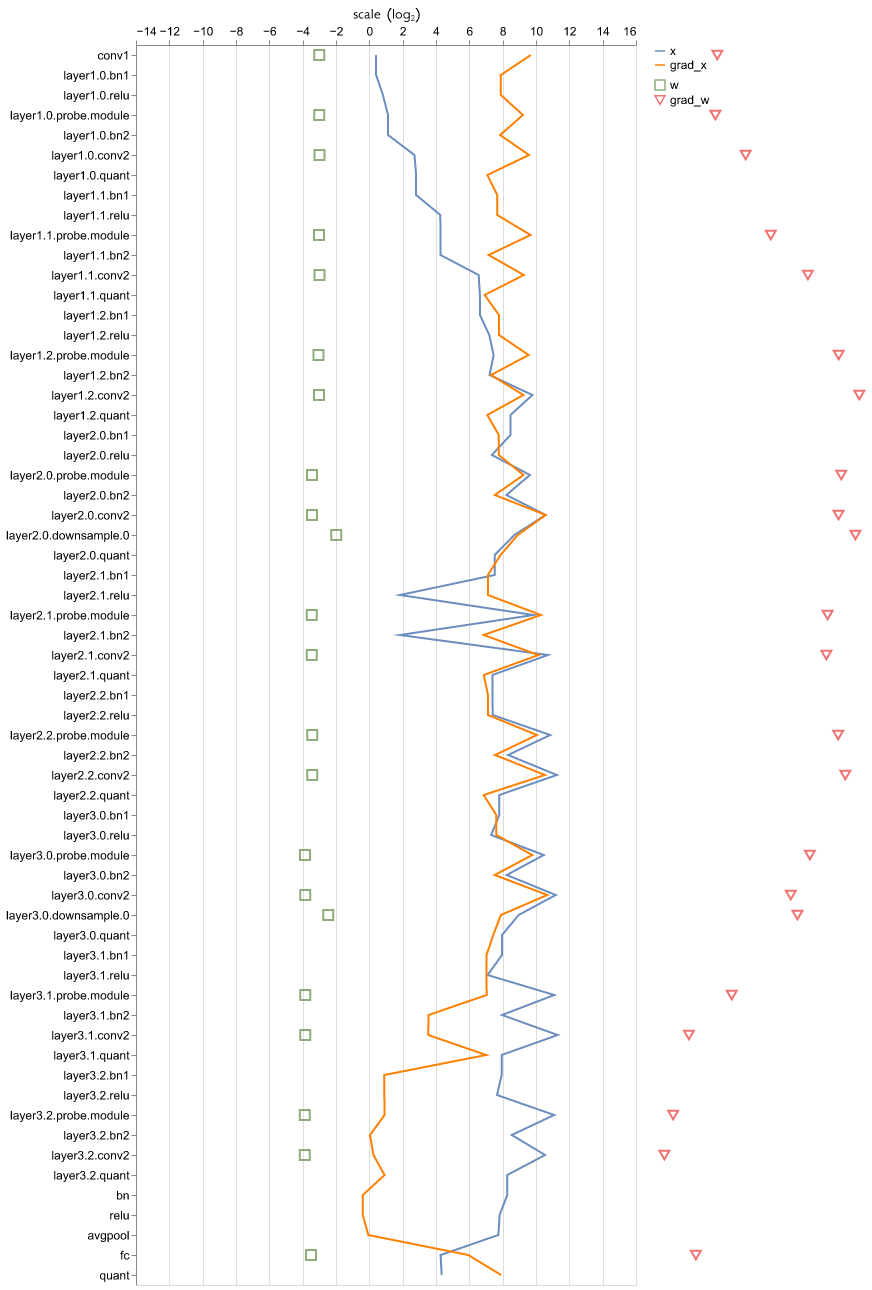 scale (log₂)
−14 −12 −10 −8 −6 −4 −2 0 2 4 6 8 10 12 14 16
x
grad_x
w
grad_w
conv1
layer1.0.bn1
layer1.0.relu
layer1.0.probe.module
layer1.0.bn2
layer1.0.conv2
layer1.0.quant
layer1.1.bn1
layer1.1.relu
layer1.1.probe.module
layer1.1.bn2
layer1.1.conv2
layer1.1.quant
layer1.2.bn1
layer1.2.relu
layer1.2.probe.module
layer1.2.bn2
layer1.2.conv2
layer1.2.quant
layer2.0.bn1
layer2.0.relu
layer2.0.probe.module
layer2.0.bn2
layer2.0.conv2
layer2.0.downsample.0
layer2.0.quant
layer2.1.bn1
layer2.1.relu
layer2.1.probe.module
layer2.1.bn2
layer2.1.conv2
layer2.1.quant
layer2.2.bn1
layer2.2.relu
layer2.2.probe.module
layer2.2.bn2
layer2.2.conv2
layer2.2.quant
layer3.0.bn1
layer3.0.relu
layer3.0.probe.module
layer3.0.bn2
layer3.0.conv2
layer3.0.downsample.0
layer3.0.quant
layer3.1.bn1
layer3.1.relu
layer3.1.probe.module
layer3.1.bn2
layer3.1.conv2
layer3.1.quant
layer3.2.bn1
layer3.2.relu
layer3.2.probe.module
layer3.2.bn2
layer3.2.conv2
layer3.2.quant
bn
relu
avgpool
fc
quant